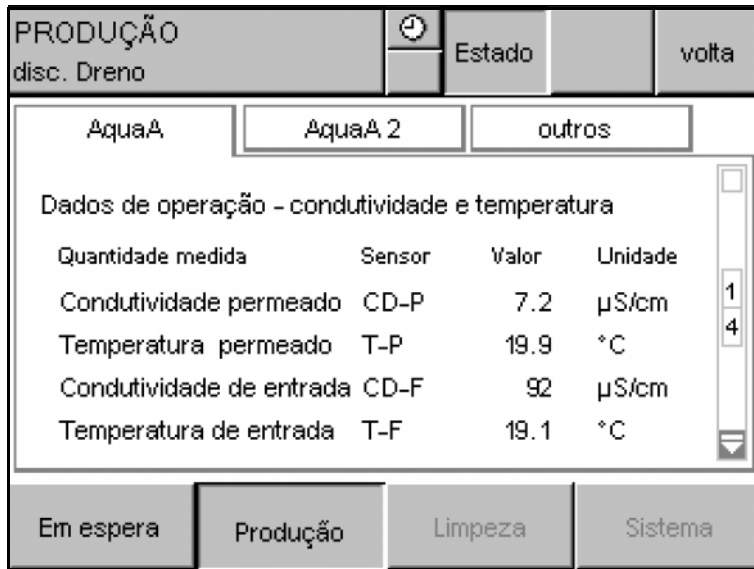 PRODUÇÃO
disc. Dreno
Estado
volta
AquaA
AquaA 2
outros
Dados de operação - condutividade e temperatura
Quantidade medida Sensor Valor Unidade
Condutividade permeado CD-P 7.2 µS/cm
Temperatura permeado T-P 19.9 °C
Condutividade de entrada CD-F 92 µS/cm
Temperatura de entrada T-F 19.1 °C
1
4
Em espera
Produção
Limpeza
Sistema